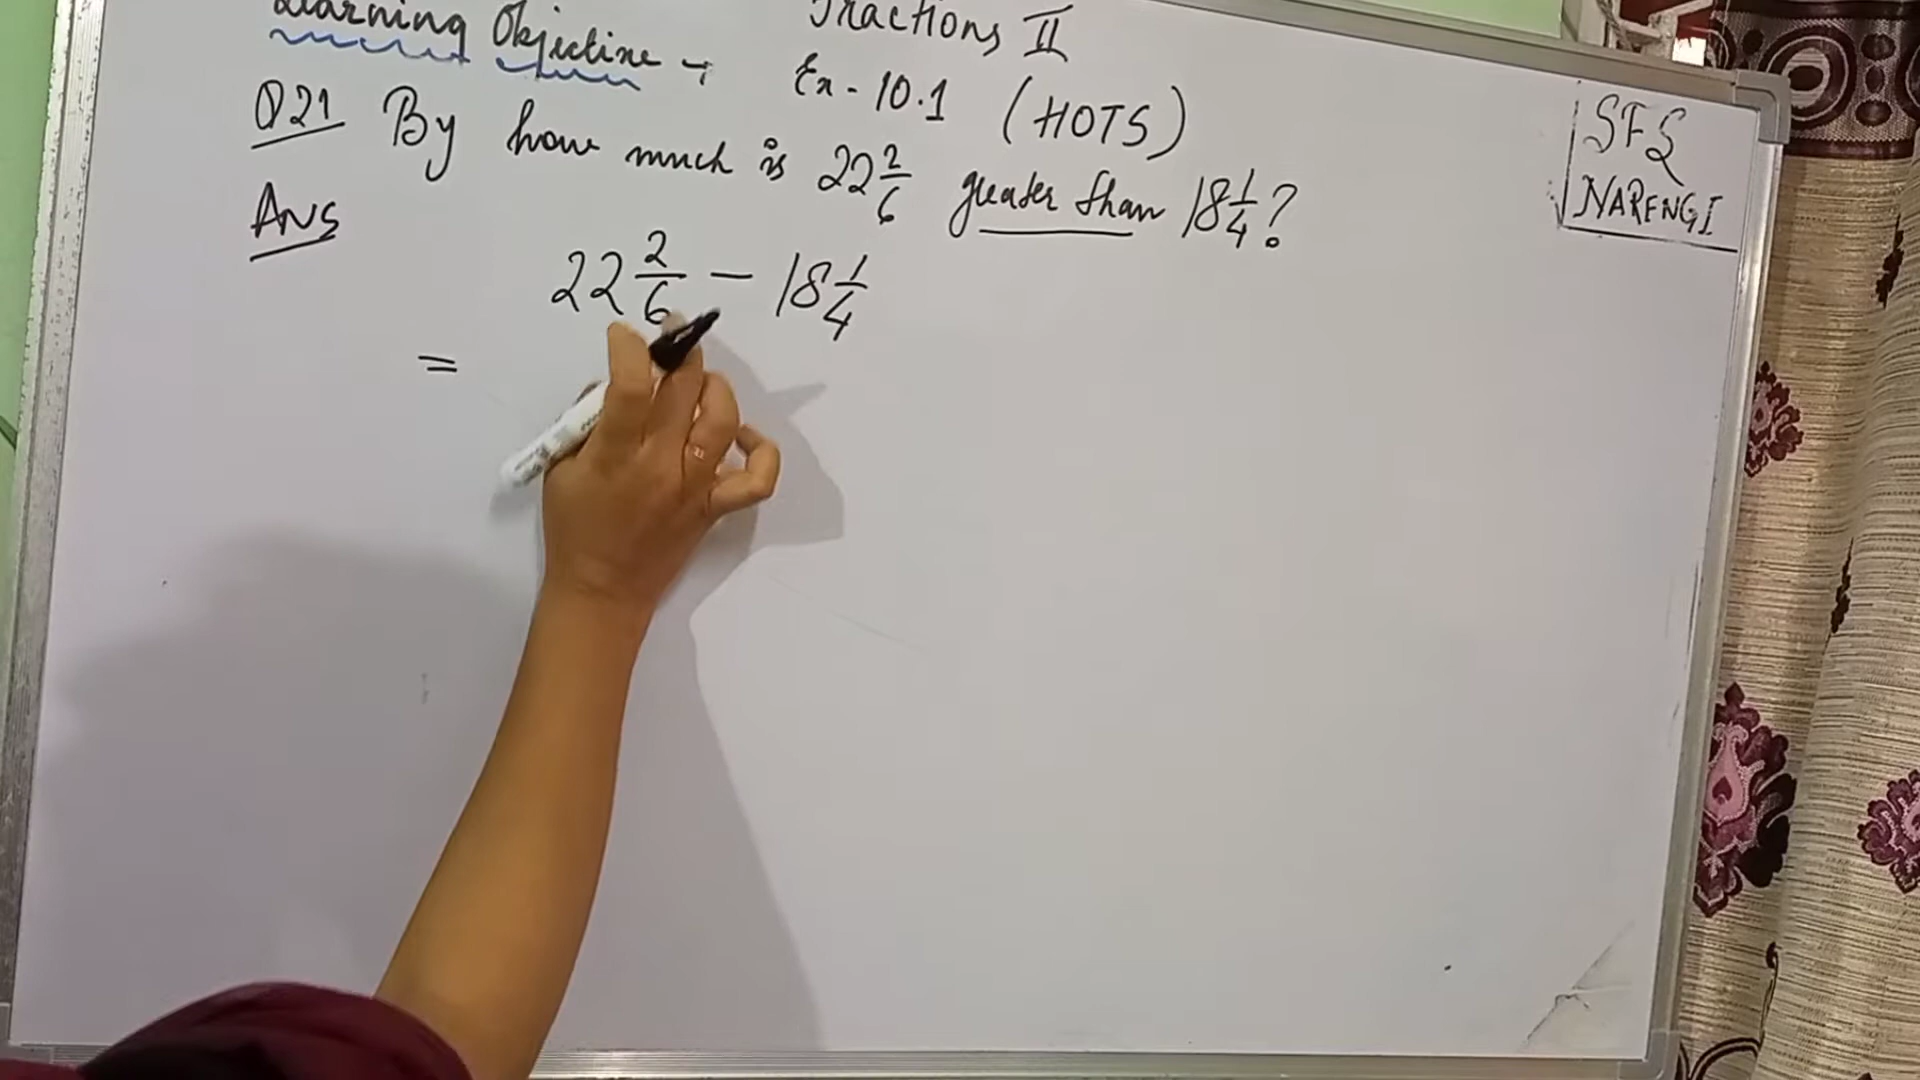 Learning Objective - Fractions II
Ex - 10.1 (HOTS)
Q21 By how much is 22 2/6 greater than 18 1/4 ?
Ans
22 2/6 - 18 1/4
=
SFS
NARENGI